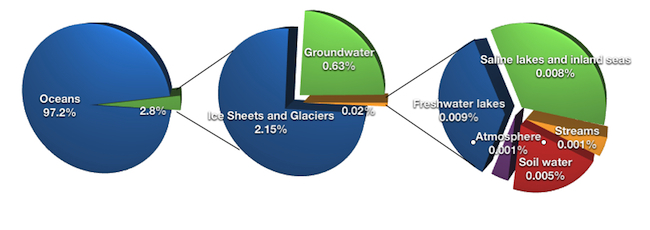 Oceans
97.2%
2.8%
Groundwater
0.63%
0.02%
Ice Sheets and Glaciers
2.15%
Saline lakes and inland seas
0.008%
Freshwater lakes
0.009%
Atmosphere
0.001%
Streams
0.001%
Soil water
0.005%